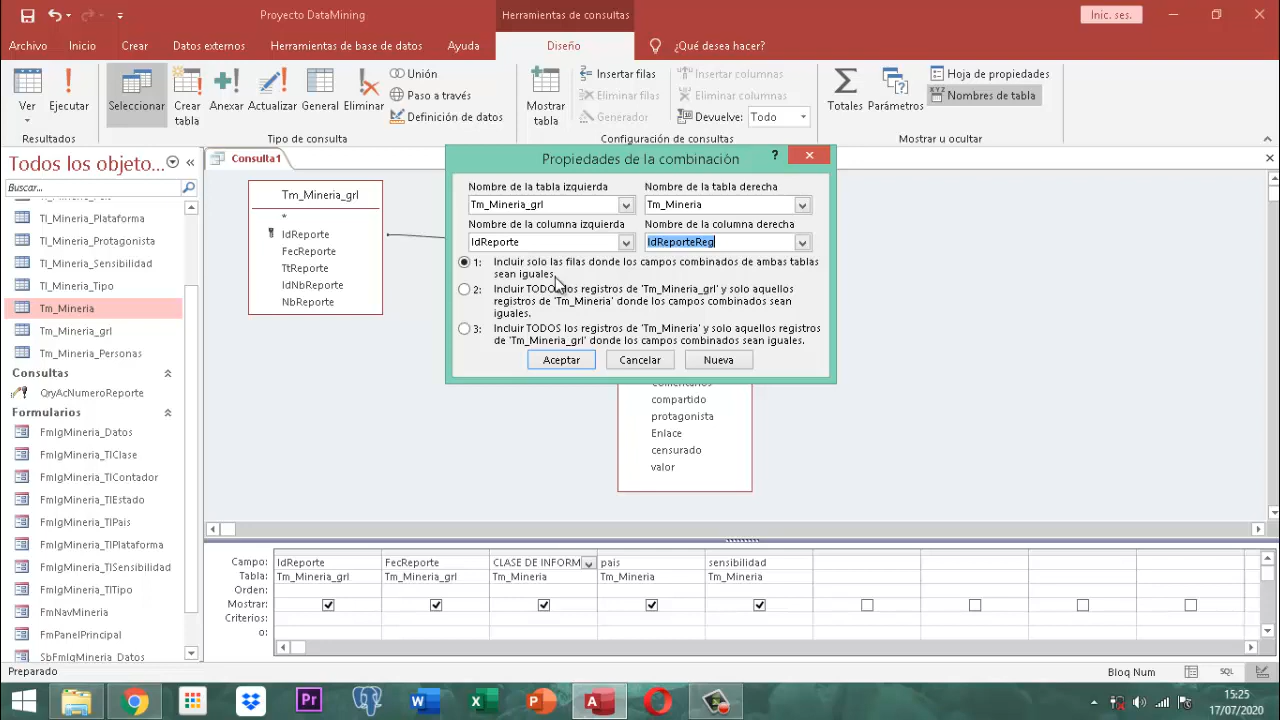 Proyecto DataMining
Herramientas de consultas
Inic. ses.
Archivo
Inicio
Crear
Datos externos
Herramientas de base de datos
Ayuda
Diseño
¿Qué desea hacer?
Ver
Ejecutar
Seleccionar
Crear tabla
Anexar
Actualizar
General
Eliminar
Unión
Paso a través
Definición de datos
Mostrar tabla
Insertar filas
Eliminar filas
Generador
Insertar columnas
Eliminar columnas
Devuelve: Todo
Totales
Parámetros
Hoja de propiedades
Nombres de tabla
Resultados
Tipo de consulta
Configuración de consultas
Mostrar u ocultar
Todos los objeto...
Buscar...
Tl_Mineria_Plataforma
Tl_Mineria_Protagonista
Tl_Mineria_Sensibilidad
Tl_Mineria_Tipo
Tm_Mineria
Tm_Mineria_grl
Tm_Mineria_Personas
Consultas
QryAcNumeroReporte
Formularios
FmIgMineria_Datos
FmIgMineria_TlClase
FmIgMineria_TlContador
FmIgMineria_TlEstado
FmIgMineria_TlPais
FmIgMineria_TlPlataforma
FmIgMineria_TlSensibilidad
FmIgMineria_TlTipo
FmNavMineria
FmPanelPrincipal
SbFmIgMineria_Datos
Consulta1
Tm_Mineria_grl
*
IdReporte
FecReporte
TtReporte
IdNbReporte
NbReporte
Propiedades de la combinación
?
Nombre de la tabla izquierda
Nombre de la tabla derecha
Tm_Mineria_grl
Tm_Mineria
Nombre de la columna izquierda
Nombre de la columna derecha
IdReporte
IdReporteReg
1: Incluir solo las filas donde los campos combinados de ambas tablas
sean iguales.
2: Incluir TODOS los registros de 'Tm_Mineria_grl' y solo aquellos
registros de 'Tm_Mineria' donde los campos combinados sean
iguales.
3: Incluir TODOS los registros de 'Tm_Mineria' y solo aquellos registros
de 'Tm_Mineria_grl' donde los campos combinados sean iguales.
Aceptar
Cancelar
Nueva
compartido
protagonista
Enlace
censurado
valor
Campo: IdReporte FecReporte CLASE DE INFORM pais sensibilidad
Tabla: Tm_Mineria_grl Tm_Mineria_grl Tm_Mineria Tm_Mineria Tm_Mineria
Orden:
Mostrar:
Criterios:
o:
Preparado
Bloq Num
SQL
15:25
17/07/2020